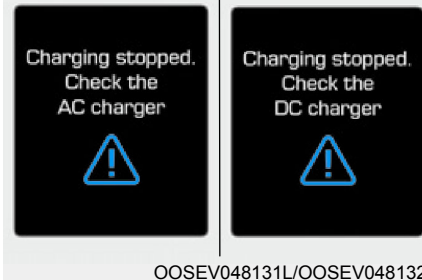 Charging stopped.
Check the
AC charger
Charging stopped.
Check the
DC charger
OOSEV048131L/OOSEV048132